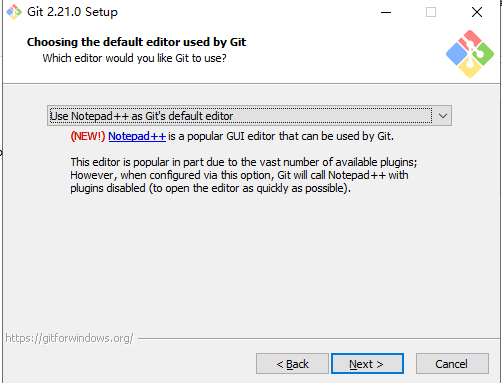 Git 2.21.0 Setup
Choosing the default editor used by Git
Which editor would you like Git to use?
Use Notepad++ as Git's default editor
(NEW!) Notepad++ is a popular GUI editor that can be used by Git.
This editor is popular in part due to the vast number of available plugins;
However, when configured via this option, Git will call Notepad++ with
plugins disabled (to open the editor as quickly as possible).
https://gitforwindows.org/
< Back Next > Cancel